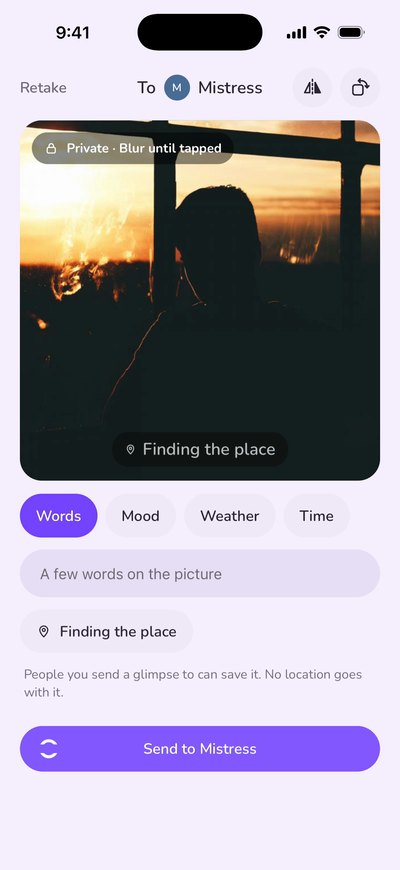 9:41
Retake
To M Mistress
Private · Blur until tapped
Finding the place
Words Mood Weather Time
A few words on the picture
Finding the place
People you send a glimpse to can save it. No location goes
with it.
Send to Mistress